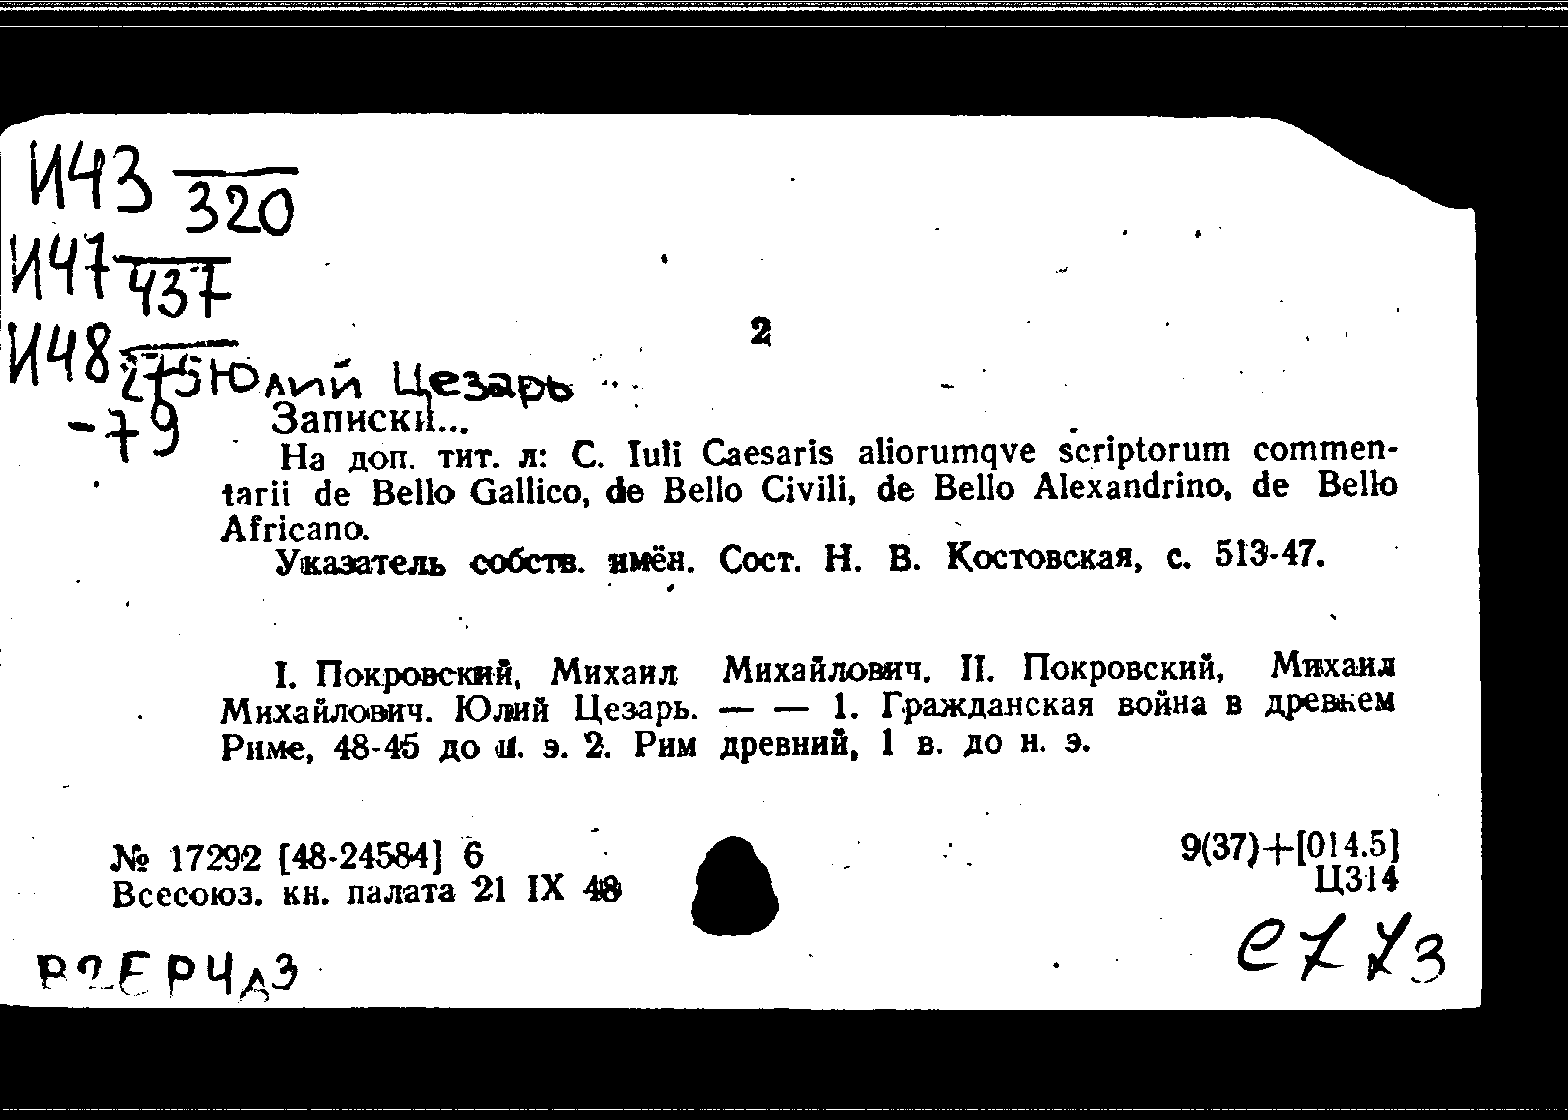 И43 320
И47 437
2
И48 275 Юлий Цезарь
-79
Записки...
На доп. тит. л: C. Iuli Caesaris aliorumqve scriptorum commen-
tarii de Bello Gallico, de Bello Civili, de Bello Alexandrino, de Bello
Africano.
Указатель собств. имён. Сост. Н. В. Костовская, с. 513-47.
I. Покровский, Михаил Михайлович. II. Покровский, Михаил
Михайлович. Юлий Цезарь. — — 1. Гражданская война в древнем
Риме, 48-45 до н. э. 2. Рим древний, 1 в. до н. э.
№ 17292 [48-24584] 6
Всесоюз. кн. палата 21 IX 48
9(37)+[014.5]
Ц314